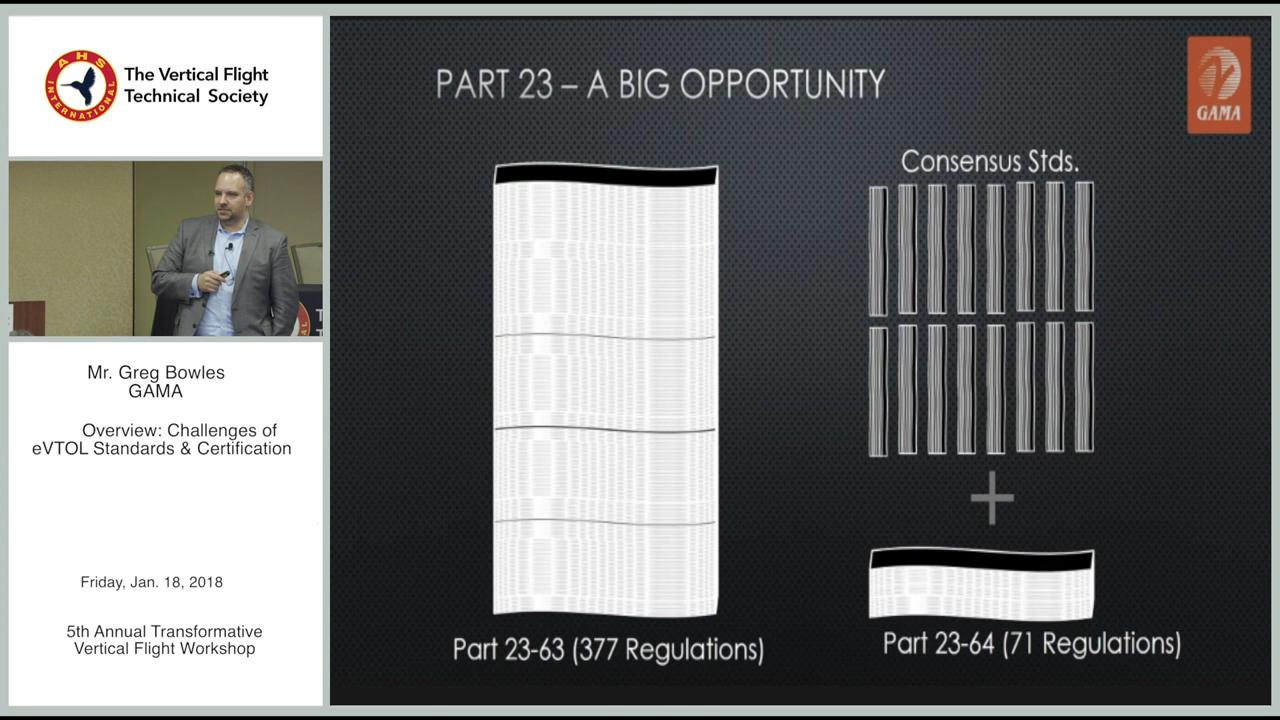 AHS
INTERNATIONAL
The Vertical Flight
Technical Society
Mr. Greg Bowles
GAMA
Overview: Challenges of
eVTOL Standards & Certification
Friday, Jan. 18, 2018
5th Annual Transformative
Vertical Flight Workshop
PART 23 – A BIG OPPORTUNITY
GAMA
Consensus Stds.
+
Part 23-63 (377 Regulations)
Part 23-64 (71 Regulations)